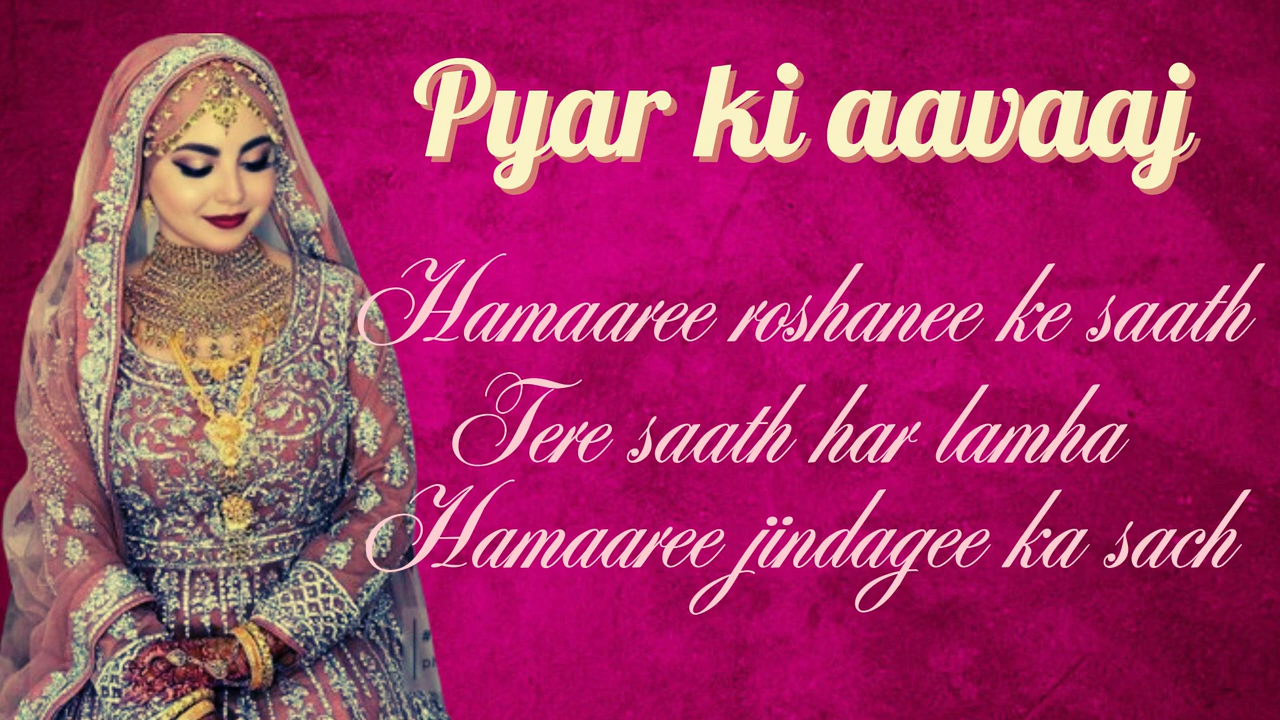 Pyar ki aavaaj
Hamaaree roshanee ke saath
Tere saath har lamha
Hamaaree jindagee ka sach